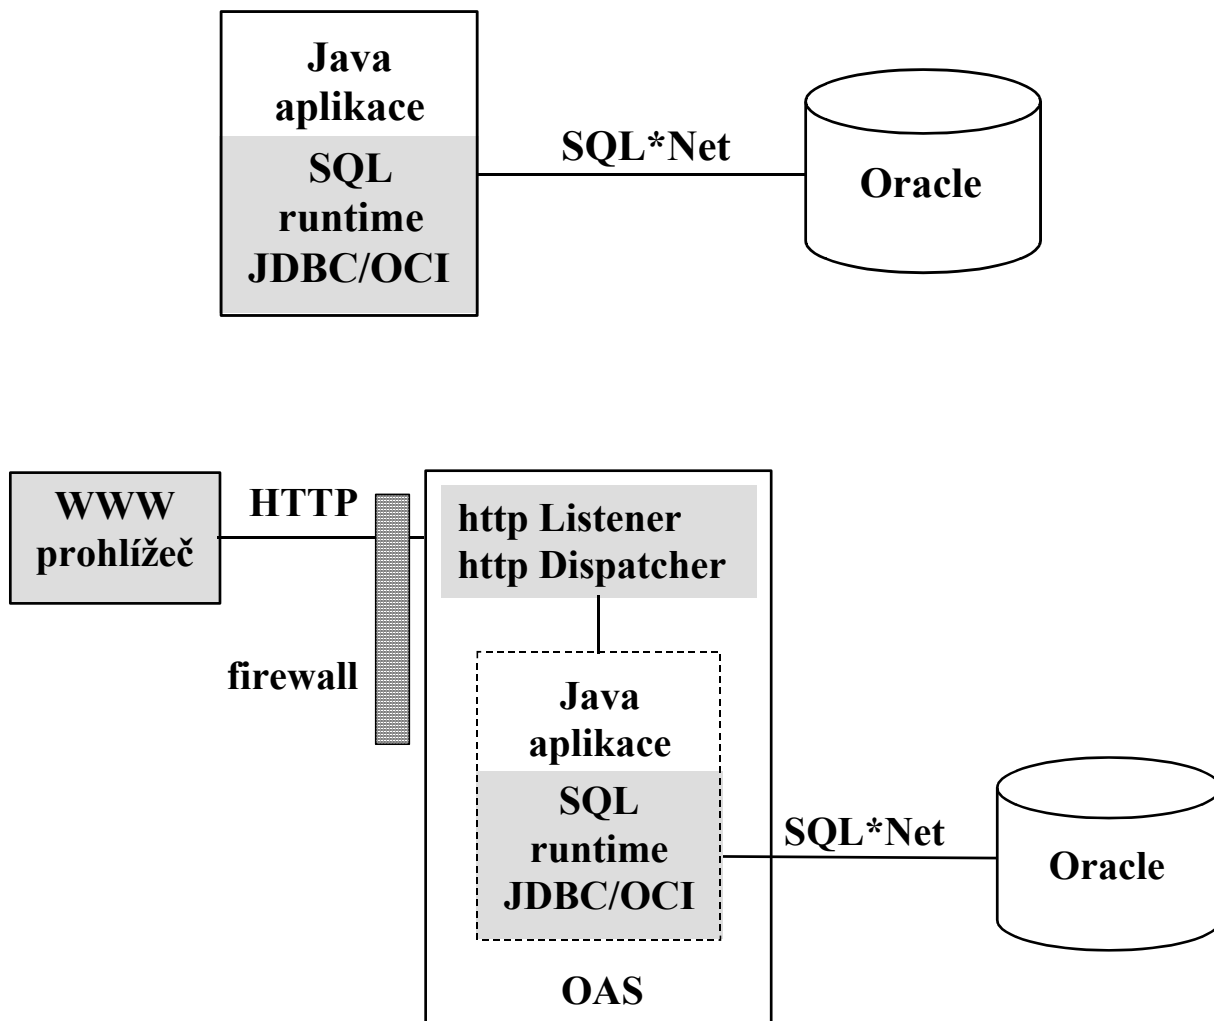 Java
aplikace
SQL
runtime
JDBC/OCI
SQL*Net
Oracle
WWW
prohlížeč
HTTP
firewall
http Listener
http Dispatcher
Java
aplikace
SQL
runtime
JDBC/OCI
OAS
SQL*Net
Oracle